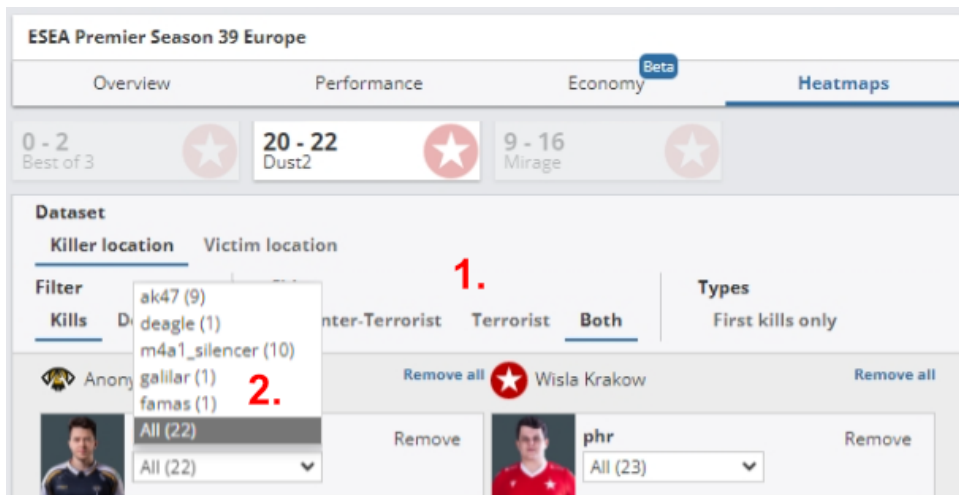 ESEA Premier Season 39 Europe
Overview Performance Economy Beta Heatmaps
0 - 2
Best of 3
20 - 22
Dust2
9 - 16
Mirage
Dataset
Killer location Victim location
1.
Filter
Types
Kills
nter-Terrorist Terrorist Both
First kills only
ak47 (9)
deagle (1)
m4a1_silencer (10)
galilar (1)
famas (1)
All (22)
2.
Anony
Remove all
Wisla Krakow
Remove all
All (22)
Remove
phr
All (23)
Remove